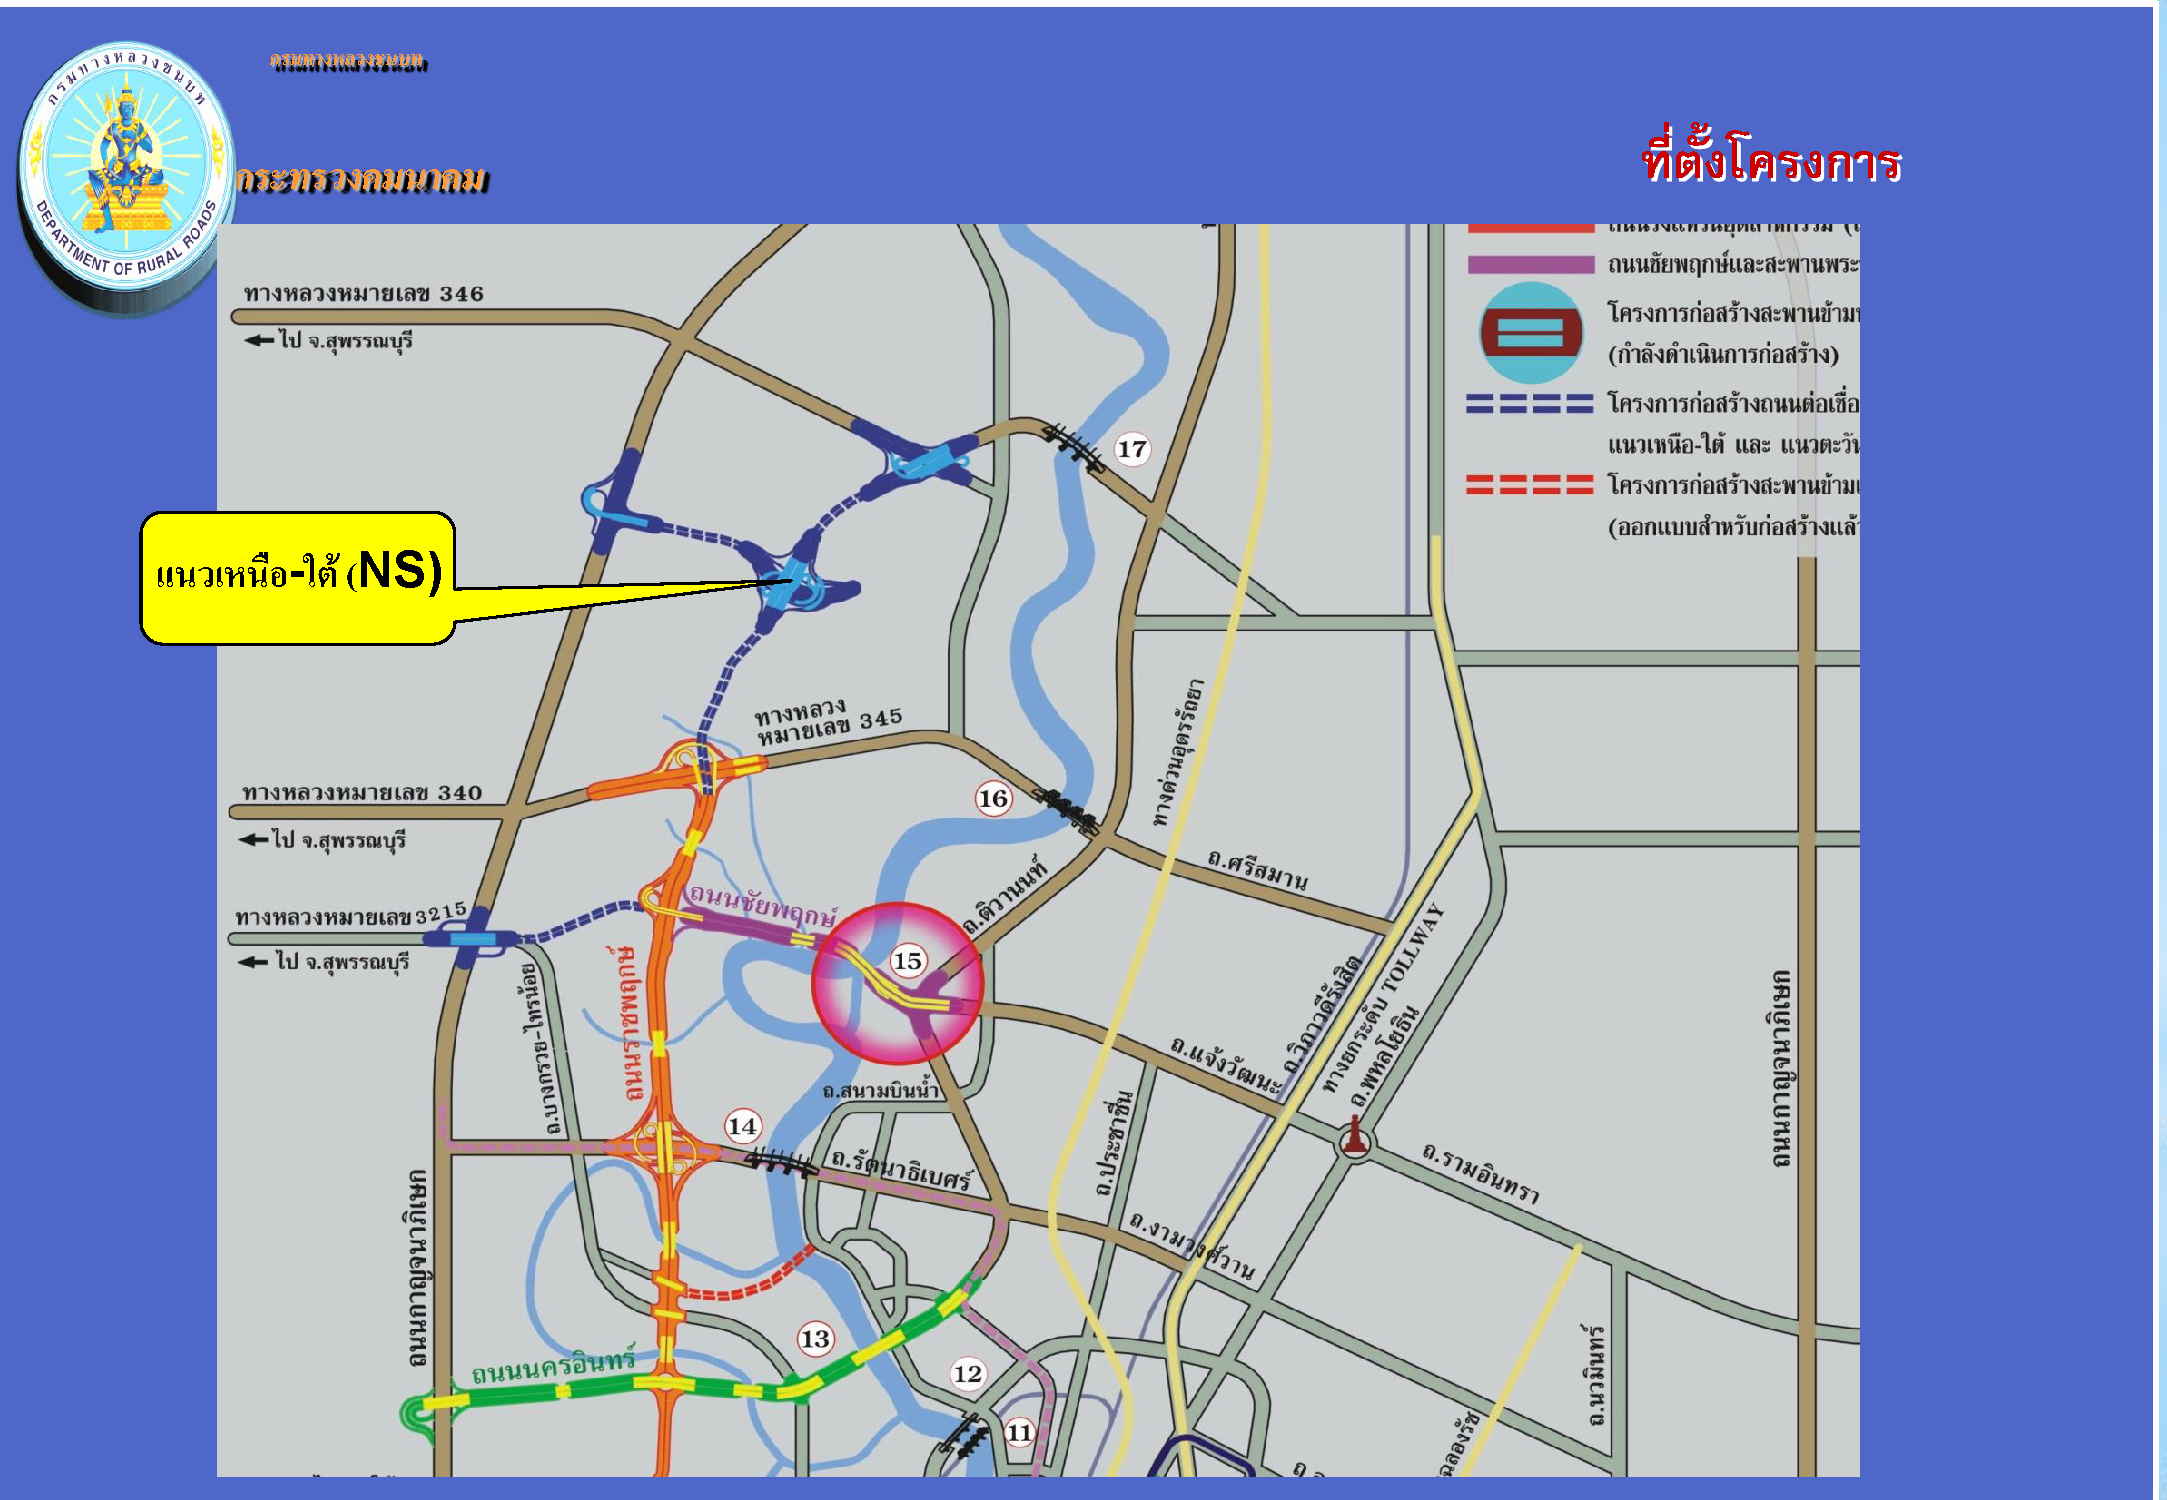 กรมทางหลวงชนบท
กรมทางหลวงชนบท
DEPARTMENT OF RURAL ROADS
กระทรวงคมนาคม
ที่ตั้งโครงการ
ถนนชัยพฤกษ์และสะพานพระ
ทางหลวงหมายเลข 346
ไป จ.สุพรรณบุรี
โครงการก่อสร้างสะพานข้าม
(กำลังดำเนินการก่อสร้าง)
โครงการก่อสร้างถนนต่อเชื่อ
แนวเหนือ-ใต้ และ แนวตะวัน
โครงการก่อสร้างสะพานข้าม
(ออกแบบสำหรับก่อสร้างแล้ว
17
แนวเหนือ-ใต้ (NS)
ทางหลวง
หมายเลข 345
ทางด่วนอุดรรัถยา
ทางหลวงหมายเลข 340
ไป จ.สุพรรณบุรี
16
ถ.ศรีสมาน
ถ.ติวานนท์
ถนนชัยพฤกษ์
ทางหลวงหมายเลข 3215
ไป จ.สุพรรณบุรี
15
ถ.บางกรวย-ไทรน้อย
ถนนราชพฤกษ์
ถ.วิภาวดีรังสิต
ทางยกระดับ TOLLWAY
ถ.พหลโยธิน
ถ.แจ้งวัฒนะ
ถนนกาญจนาภิเษก
ถ.สนามบินน้ำ
14
ถ.รัตนาธิเบศร์
ถ.ประชาชื่น
ถ.รามอินทรา
ถ.งามวงศ์วาน
ถนนกาญจนาภิเษก
13
ถนนนครอินทร์
12
11
ถ.นวมินทร์
ฉลองรัช